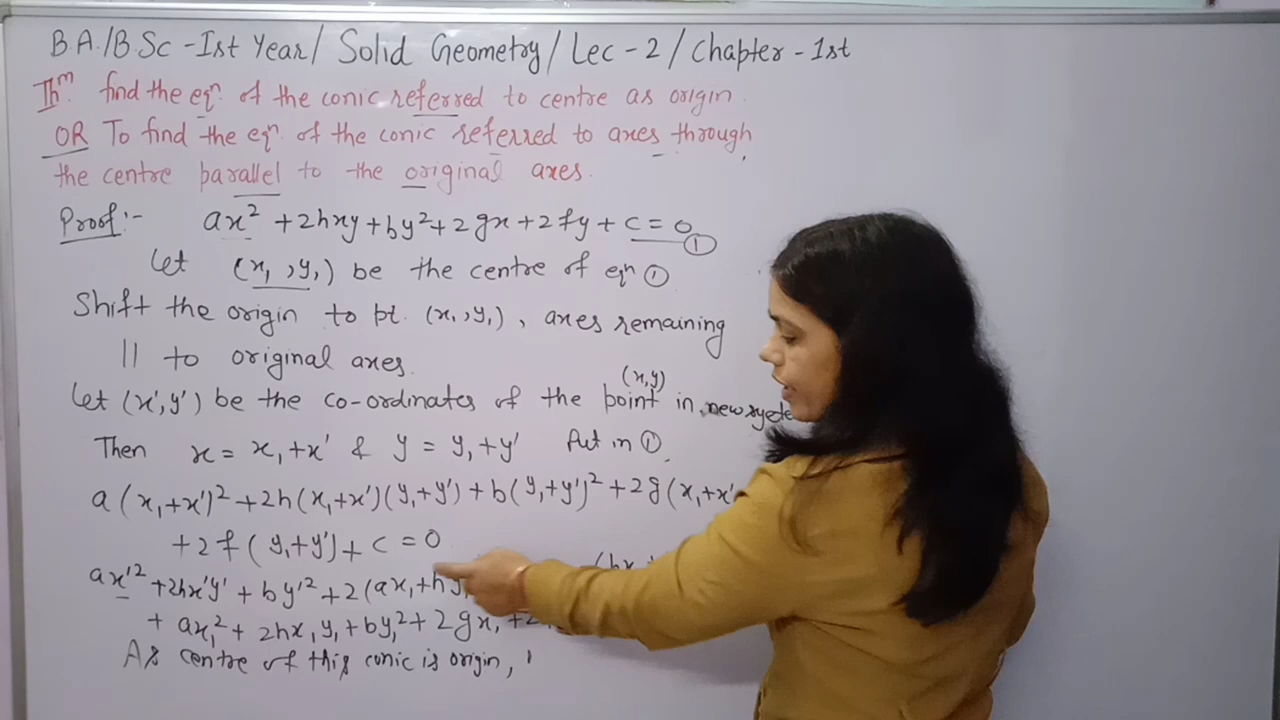 B.A./B.Sc - Ist Year/ Solid Geometry/ Lec - 2 / Chapter - 1st
Thm find the eqn. of the conic referred to centre as origin.
OR To find the eqn. of the conic referred to axes through
the centre parallel to the original axes.
Proof:- ax² + 2hxy + by² + 2gx + 2fy + c = 0 ①
Let (x₁, y₁) be the centre of eqn ①
Shift the origin to pt. (x₁, y₁), axes remaining
|| to original axes.
(x,y)
Let (x', y') be the co-ordinates of the point in new
Then x = x₁ + x' & y = y₁ + y' Put in ①
a(x₁+x')² + 2h(x₁+x')(y₁+y') + b(y₁+y')² + 2g(x₁+x'
+ 2f(y₁+y') + c = 0
ax'² + 2hx'y' + by'² + 2(ax₁ + h
+ ax₁² + 2hx₁y₁ + by₁² + 2gx₁ + 2
As centre of this conic is origin,